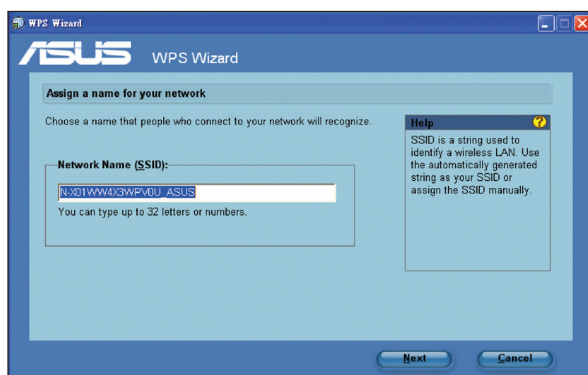 WPS Wizard
ASUS WPS Wizard
Assign a name for your network
Choose a name that people who connect to your network will recognize.
Network Name (SSID):
N-X01WW4X3WPV0U_ASUS
You can type up to 32 letters or numbers.
Help
SSID is a string used to
identify a wireless LAN. Use
the automatically generated
string as your SSID or
assign the SSID manually.
Next
Cancel